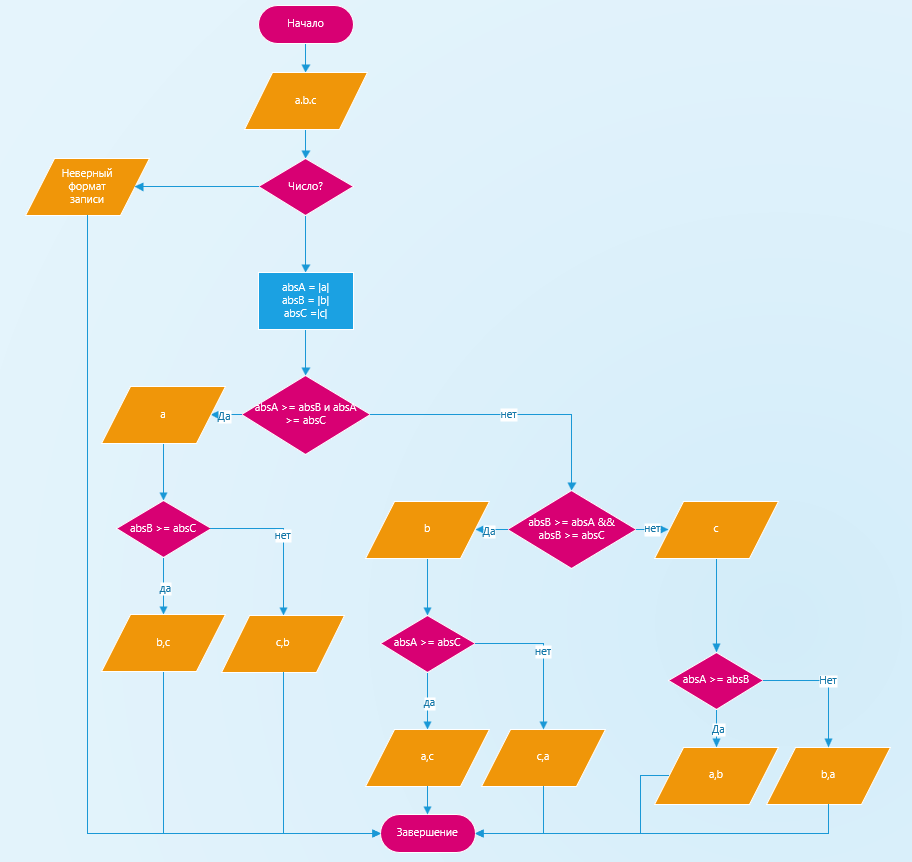 Начало
a.b.c
Неверный
формат
записи
Число?
absA = |a|
absB = |b|
absC =|c|
a
Да
absA >= absB и absA
>= absC
нет
absB >= absC
нет
да
b,c
c,b
b
Да
absB >= absA &&
absB >= absC
нет
c
absA >= absC
нет
да
a,c
c,a
absA >= absB
Нет
Да
a,b
b,a
Завершение